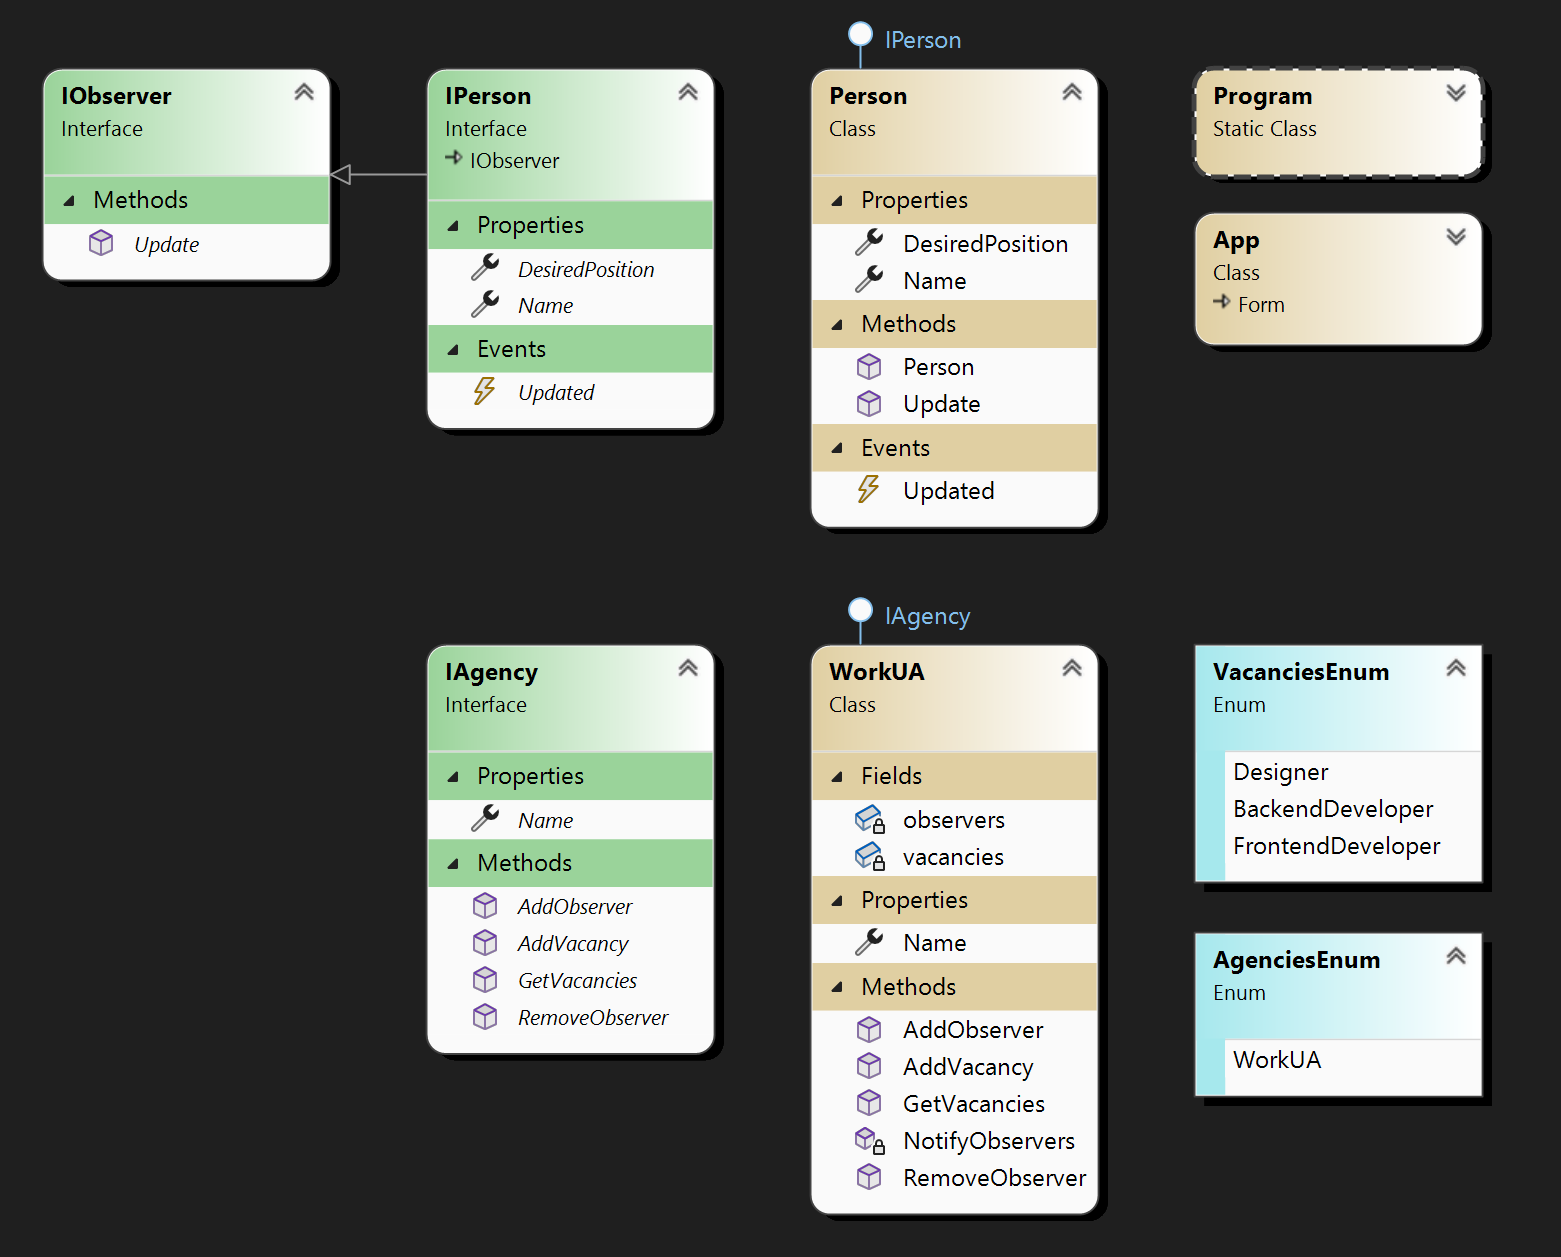 IObserver
Interface
Methods
Update
IPerson
Interface
IObserver
Properties
DesiredPosition
Name
Events
Updated
IPerson
Person
Class
Properties
DesiredPosition
Name
Methods
Person
Update
Events
Updated
Program
Static Class
App
Class
Form
IAgency
Interface
Properties
Name
Methods
AddObserver
AddVacancy
GetVacancies
RemoveObserver
IAgency
WorkUA
Class
Fields
observers
vacancies
Properties
Name
Methods
AddObserver
AddVacancy
GetVacancies
NotifyObservers
RemoveObserver
VacanciesEnum
Enum
Designer
BackendDeveloper
FrontendDeveloper
AgenciesEnum
Enum
WorkUA